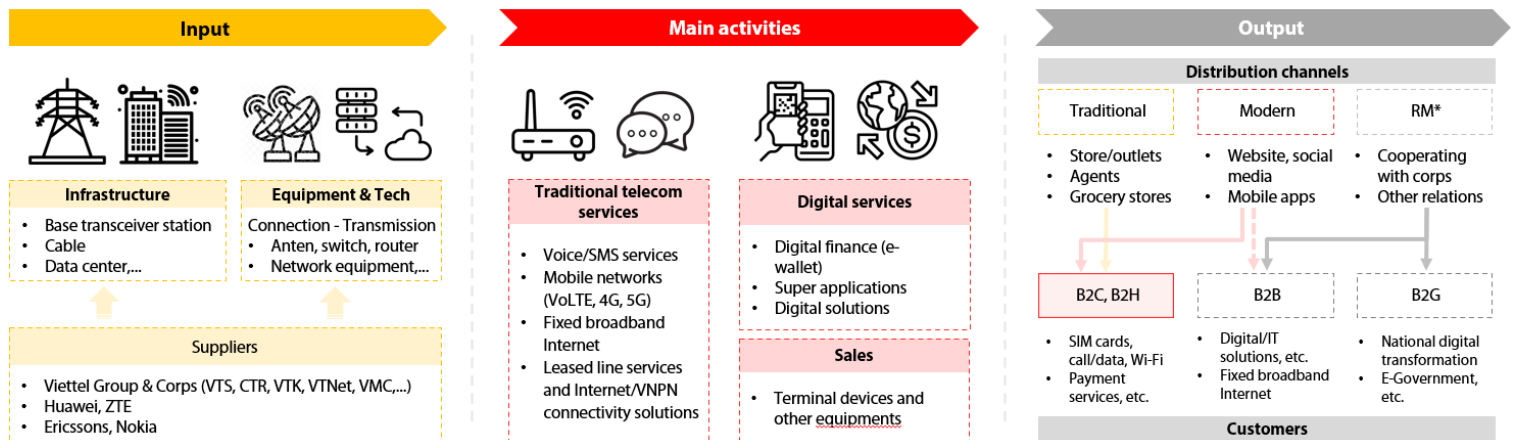 Input
Infrastructure
• Base transceiver station
• Cable
• Data center,...
Equipment & Tech
Connection - Transmission
• Anten, switch, router
• Network equipment,...
Suppliers
• Viettel Group & Corps (VTS, CTR, VTK, VTNet, VMC,...)
• Huawei, ZTE
• Ericssons, Nokia
Main activities
Traditional telecom
services
• Voice/SMS services
• Mobile networks
(VoLTE, 4G, 5G)
• Fixed broadband
Internet
• Leased line services
and Internet/VNPN
connectivity solutions
Digital services
• Digital finance (e-
wallet)
• Super applications
• Digital solutions
Sales
• Terminal devices and
other equipments
Output
Distribution channels
Traditional
• Store/outlets
• Agents
• Grocery stores
Modern
• Website, social
media
• Mobile apps
RM*
• Cooperating
with corps
• Other relations
B2C, B2H
• SIM cards,
call/data, Wi-Fi
• Payment
services, etc.
B2B
• Digital/IT
solutions, etc.
• Fixed broadband
Internet
B2G
• National digital
transformation
• E-Government,
etc.
Customers